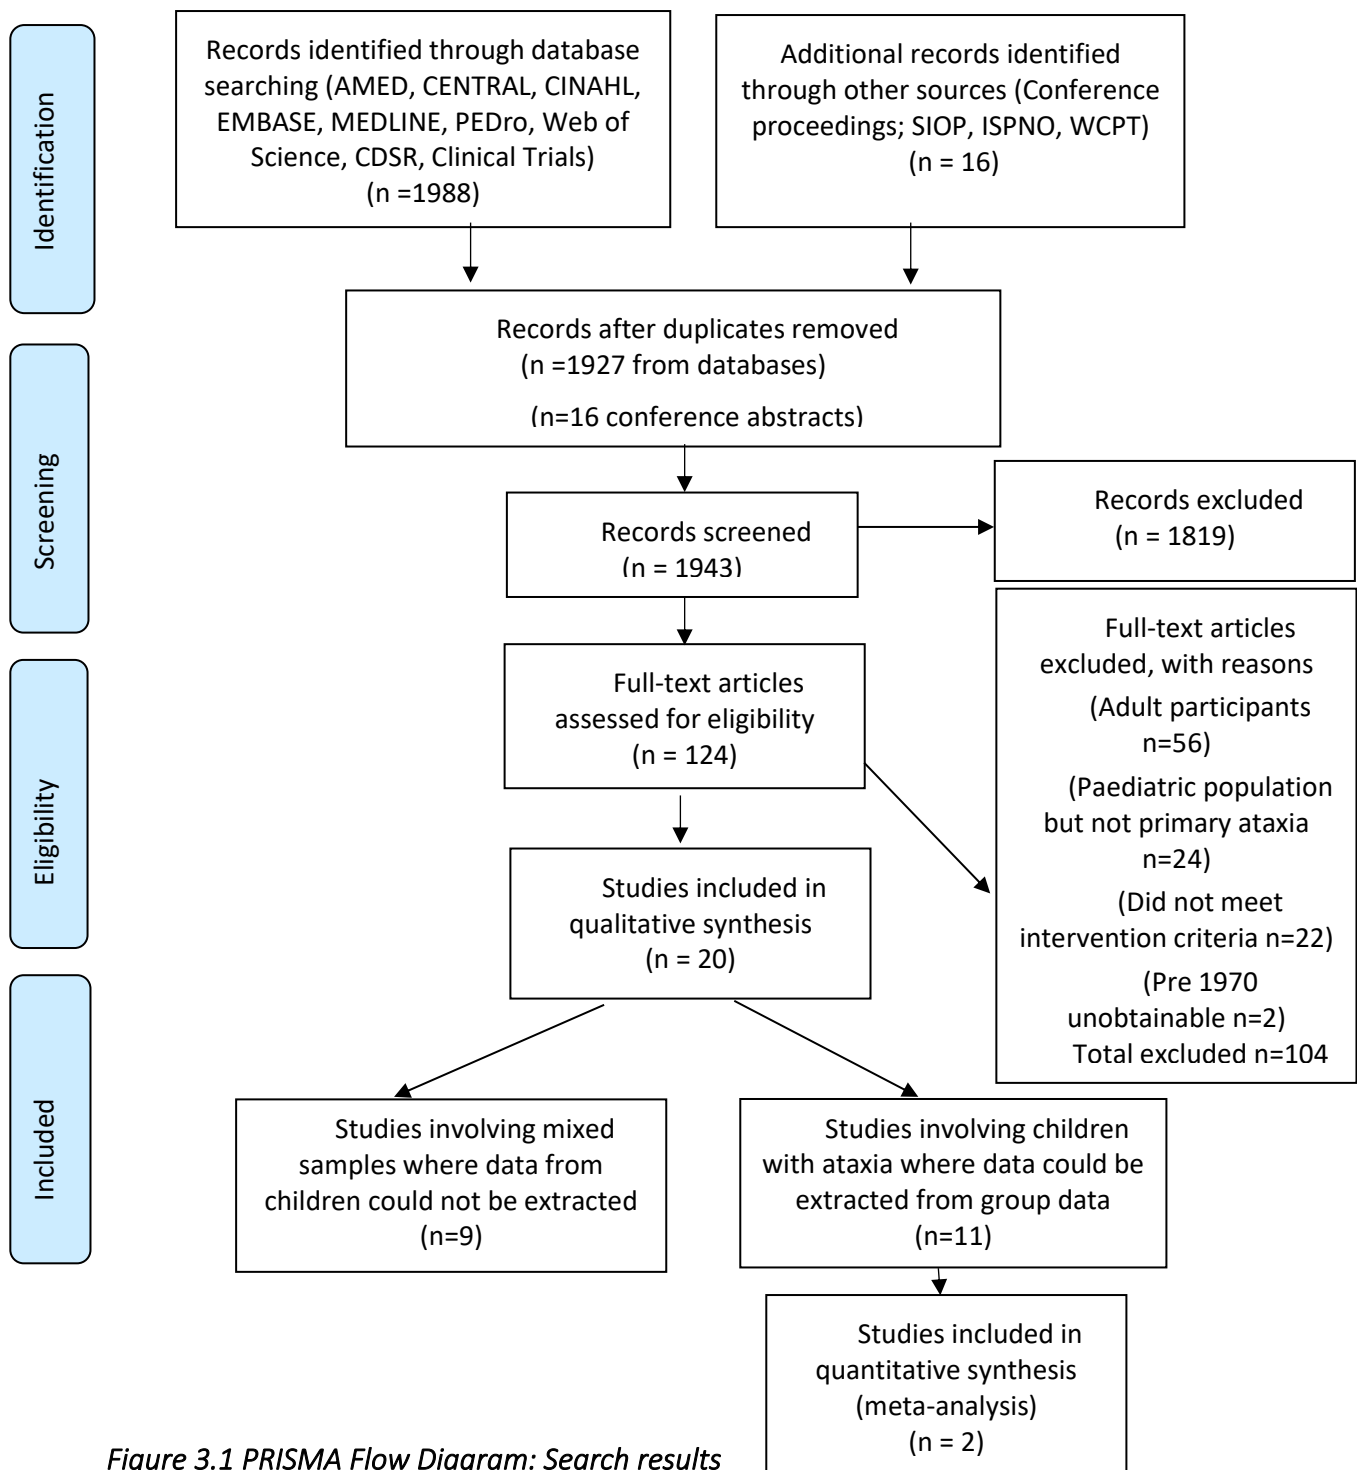 Identification
Records identified through database
searching (AMED, CENTRAL, CINAHL,
EMBASE, MEDLINE, PEDro, Web of
Science, CDSR, Clinical Trials)
(n =1988)
Additional records identified
through other sources (Conference
proceedings; SIOP, ISPNO, WCPT)
(n = 16)
Records after duplicates removed
(n =1927 from databases)
(n=16 conference abstracts)
Screening
Records screened
(n = 1943)
Records excluded
(n = 1819)
Eligibility
Full-text articles
assessed for eligibility
(n = 124)
Full-text articles
excluded, with reasons
(Adult participants
n=56)
(Paediatric population
but not primary ataxia
n=24)
(Did not meet
intervention criteria n=22)
(Pre 1970
unobtainable n=2)
Total excluded n=104
Studies included in
qualitative synthesis
(n = 20)
Included
Studies involving mixed
samples where data from
children could not be extracted
(n=9)
Studies involving children
with ataxia where data could be
extracted from group data
(n=11)
Studies included in
quantitative synthesis
(meta-analysis)
(n = 2)
Figure 3.1 PRISMA Flow Diagram: Search results